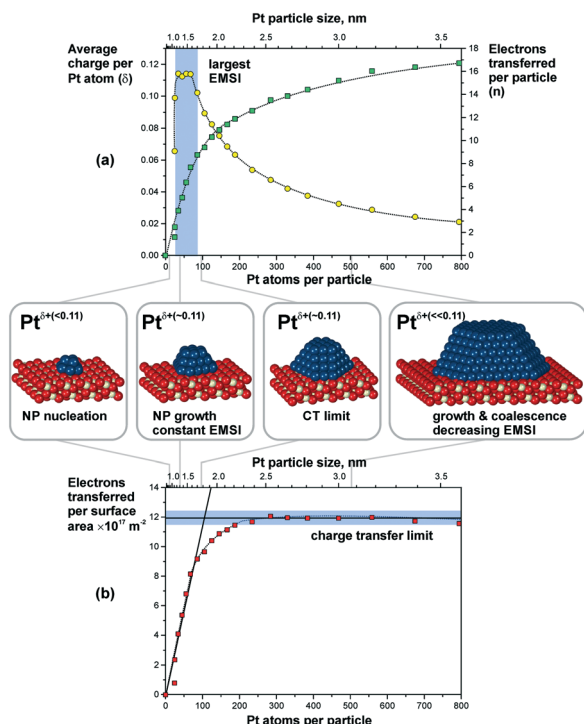 Pt particle size, nm
1.0 1.5 2.0 2.5 3.0 3.5
Average
charge per
Pt atom (δ)
largest
EMSI
Electrons
transferred
per particle
(n)
0.12
0.10
0.08
0.06
0.04
0.02
0.00
18
16
14
12
10
8
6
4
2
0
(a)
0 100 200 300 400 500 600 700 800
Pt atoms per particle
Pt δ+(<0.11)
NP nucleation
Pt δ+(~0.11)
NP growth
constant EMSI
Pt δ+(~0.11)
CT limit
Pt δ+(<<0.11)
growth & coalescence
decreasing EMSI
Pt particle size, nm
1.0 1.5 2.0 2.5 3.0 3.5
Electrons
transferred
per surface
area ×10¹⁷ m⁻²
14
12
10
8
6
4
2
0
charge transfer limit
(b)
0 100 200 300 400 500 600 700 800
Pt atoms per particle